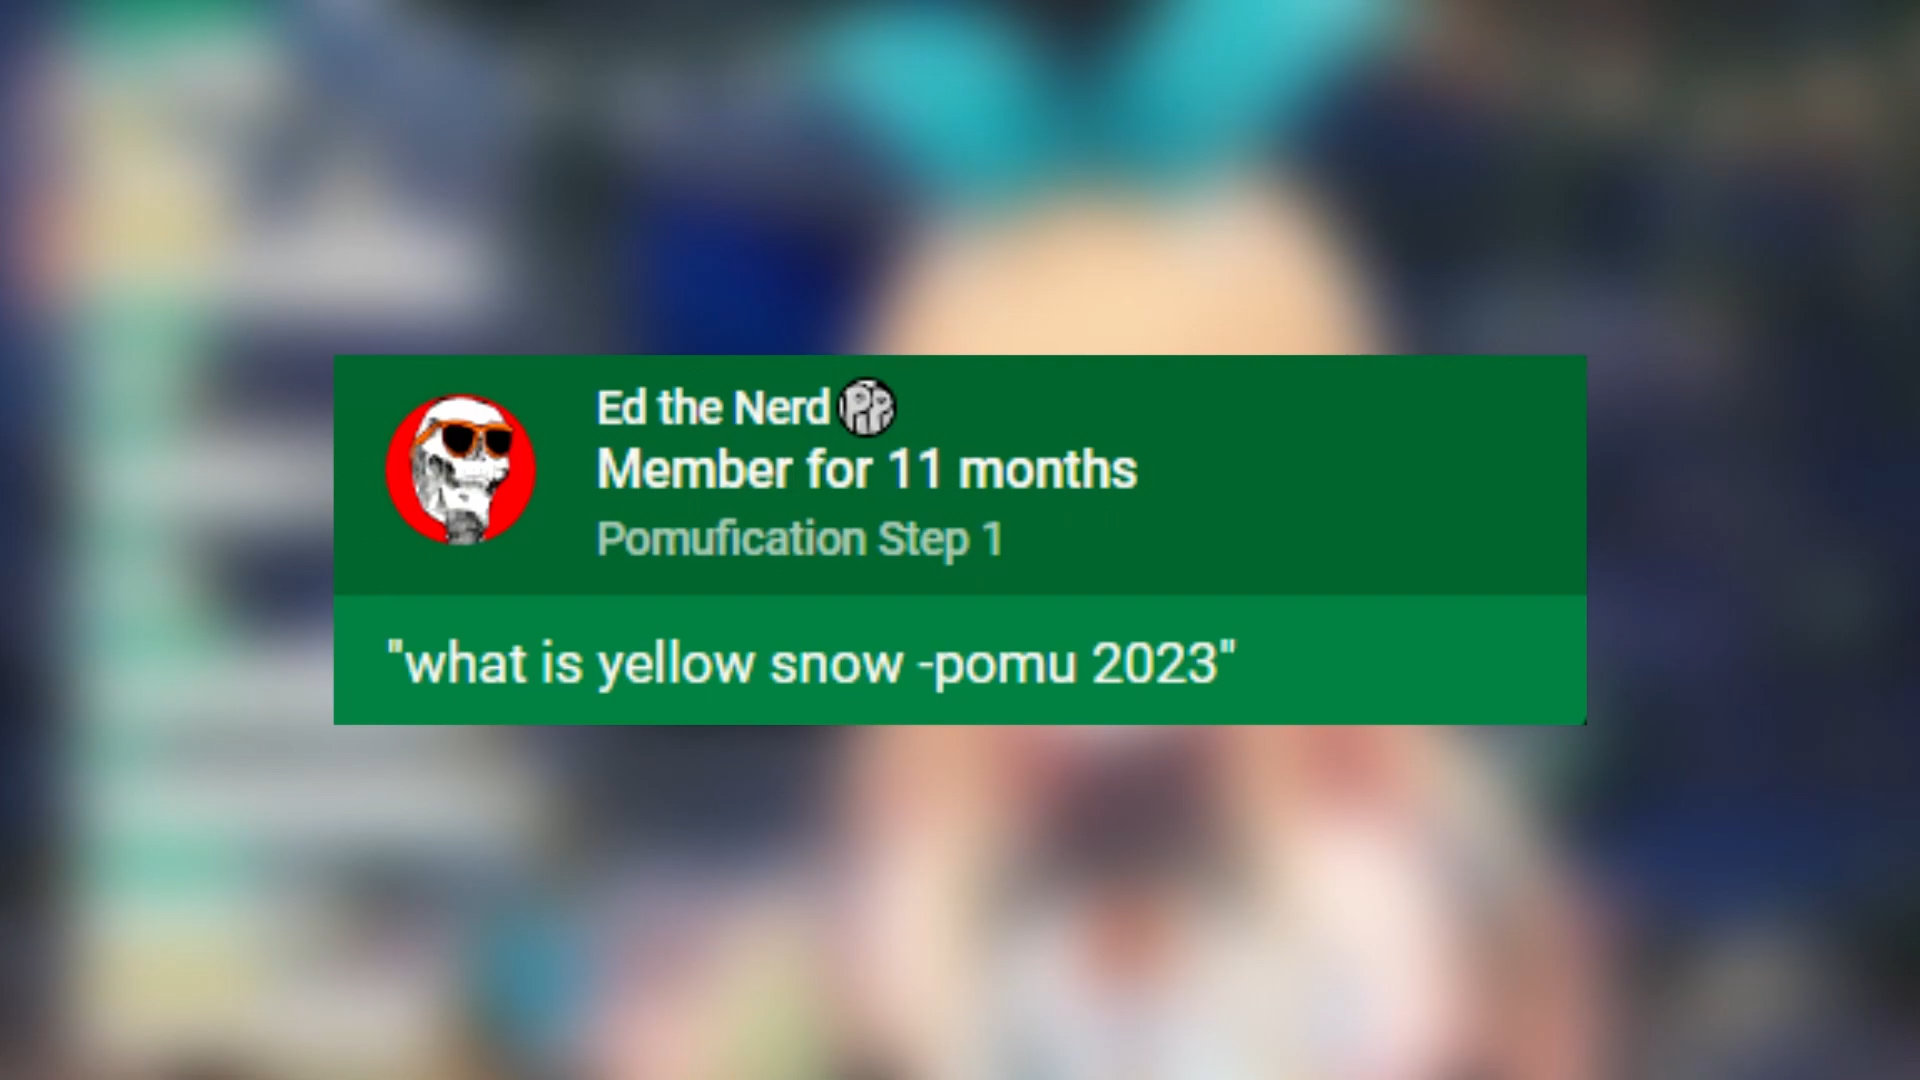 Ed the Nerd
Member for 11 months
Pomufication Step 1
"what is yellow snow -pomu 2023"